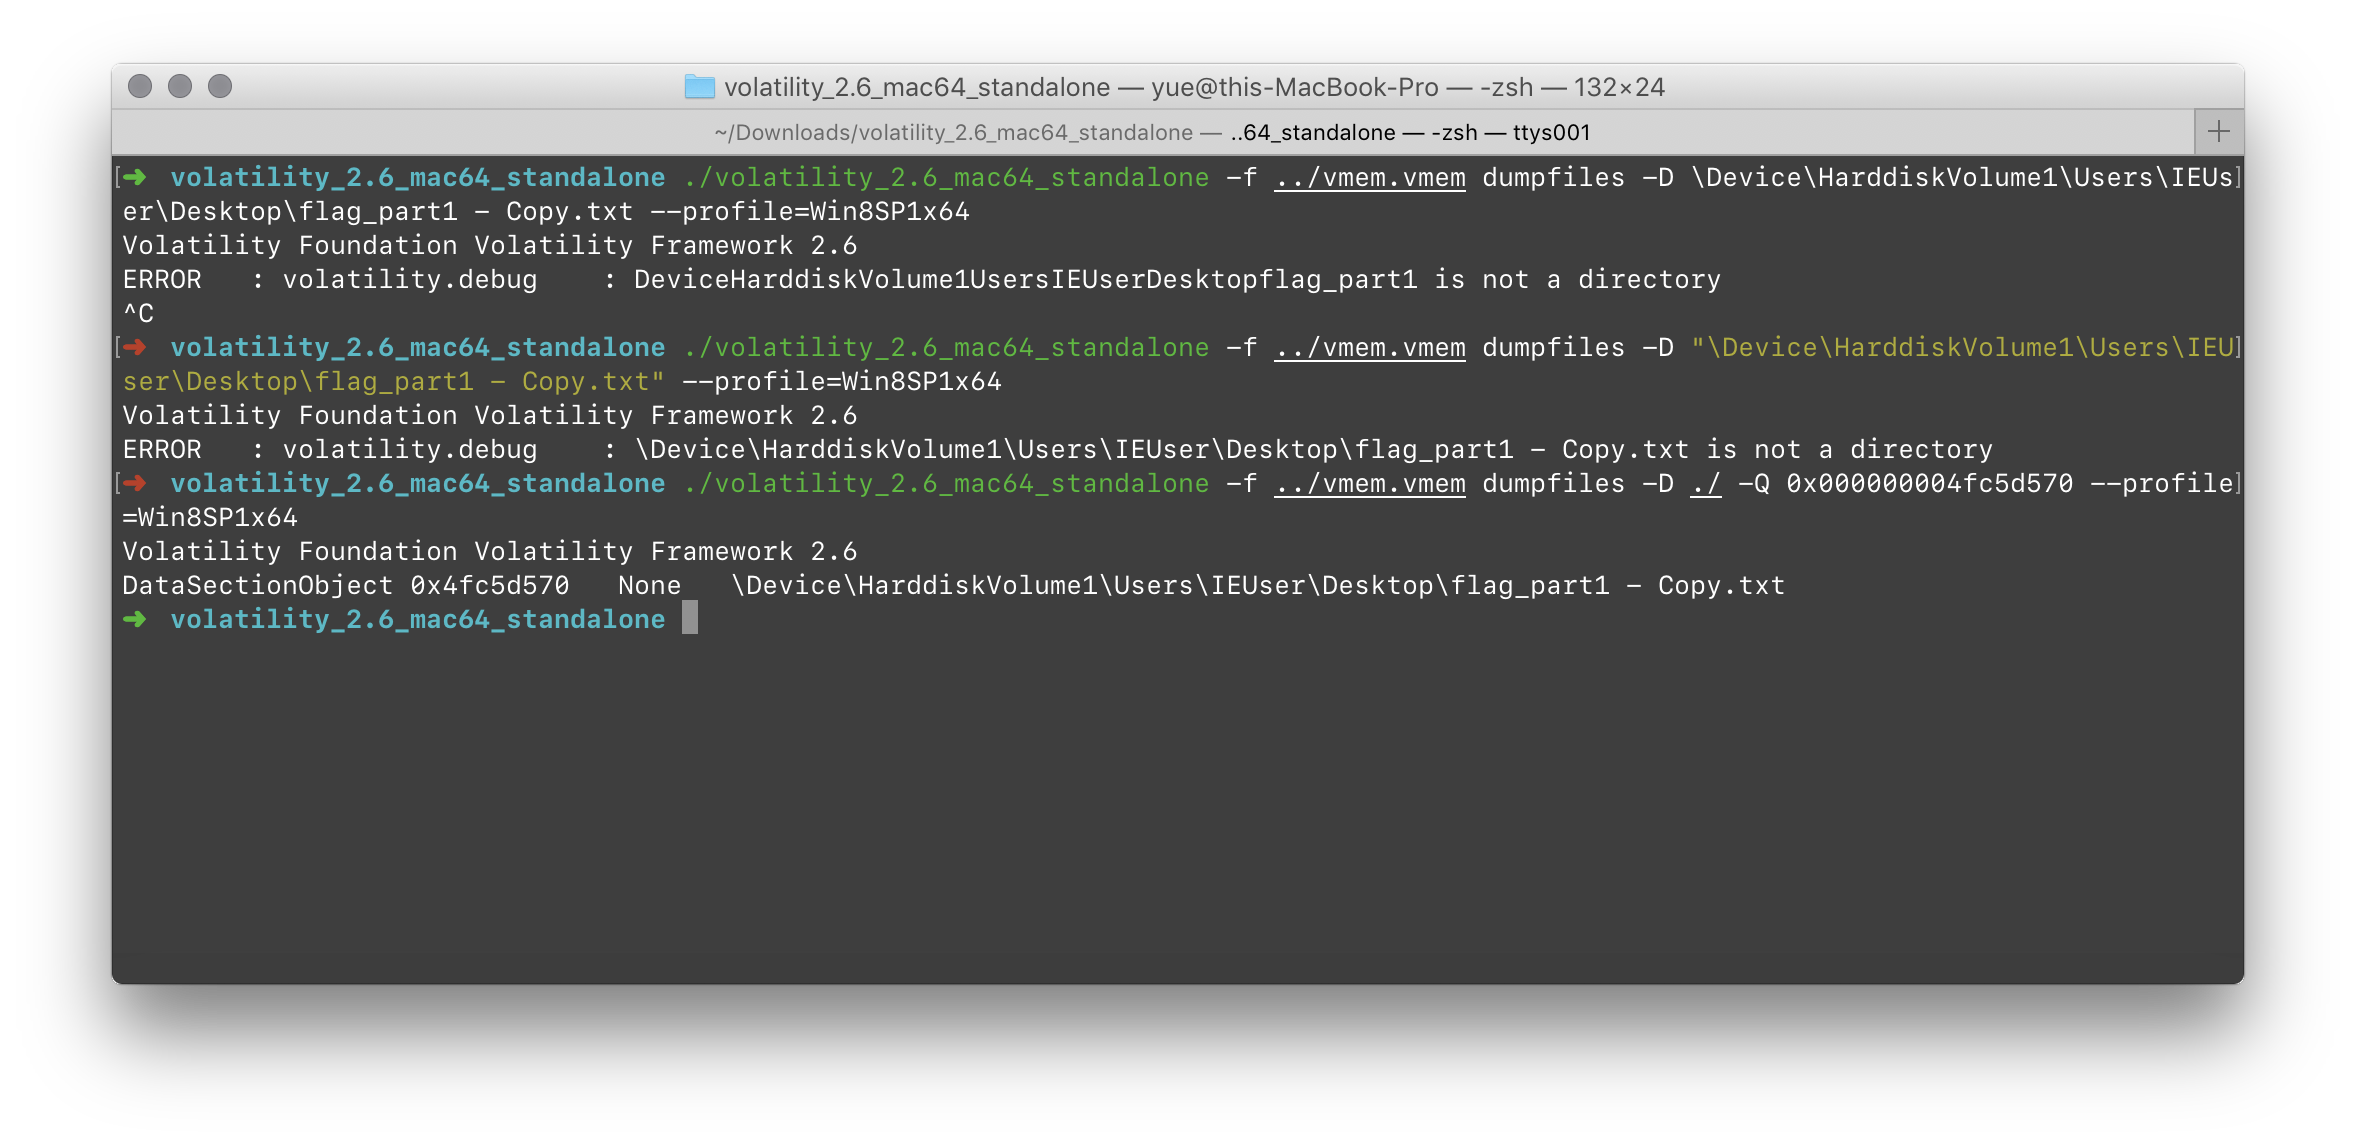 volatility_2.6_mac64_standalone — yue@this-MacBook-Pro — -zsh — 132×24
~/Downloads/volatility_2.6_mac64_standalone — ..64_standalone — -zsh — ttys001 +
[➜  volatility_2.6_mac64_standalone ./volatility_2.6_mac64_standalone -f ../vmem.vmem dumpfiles -D \Device\HarddiskVolume1\Users\IEUs]
er\Desktop\flag_part1 - Copy.txt --profile=Win8SP1x64
Volatility Foundation Volatility Framework 2.6
ERROR   : volatility.debug    : DeviceHarddiskVolume1UsersIEUserDesktopflag_part1 is not a directory
^C
[➜  volatility_2.6_mac64_standalone ./volatility_2.6_mac64_standalone -f ../vmem.vmem dumpfiles -D "\Device\HarddiskVolume1\Users\IEU]
ser\Desktop\flag_part1 - Copy.txt" --profile=Win8SP1x64
Volatility Foundation Volatility Framework 2.6
ERROR   : volatility.debug    : \Device\HarddiskVolume1\Users\IEUser\Desktop\flag_part1 - Copy.txt is not a directory
[➜  volatility_2.6_mac64_standalone ./volatility_2.6_mac64_standalone -f ../vmem.vmem dumpfiles -D ./ -Q 0x000000004fc5d570 --profile]
=Win8SP1x64
Volatility Foundation Volatility Framework 2.6
DataSectionObject 0x4fc5d570   None   \Device\HarddiskVolume1\Users\IEUser\Desktop\flag_part1 - Copy.txt
➜  volatility_2.6_mac64_standalone